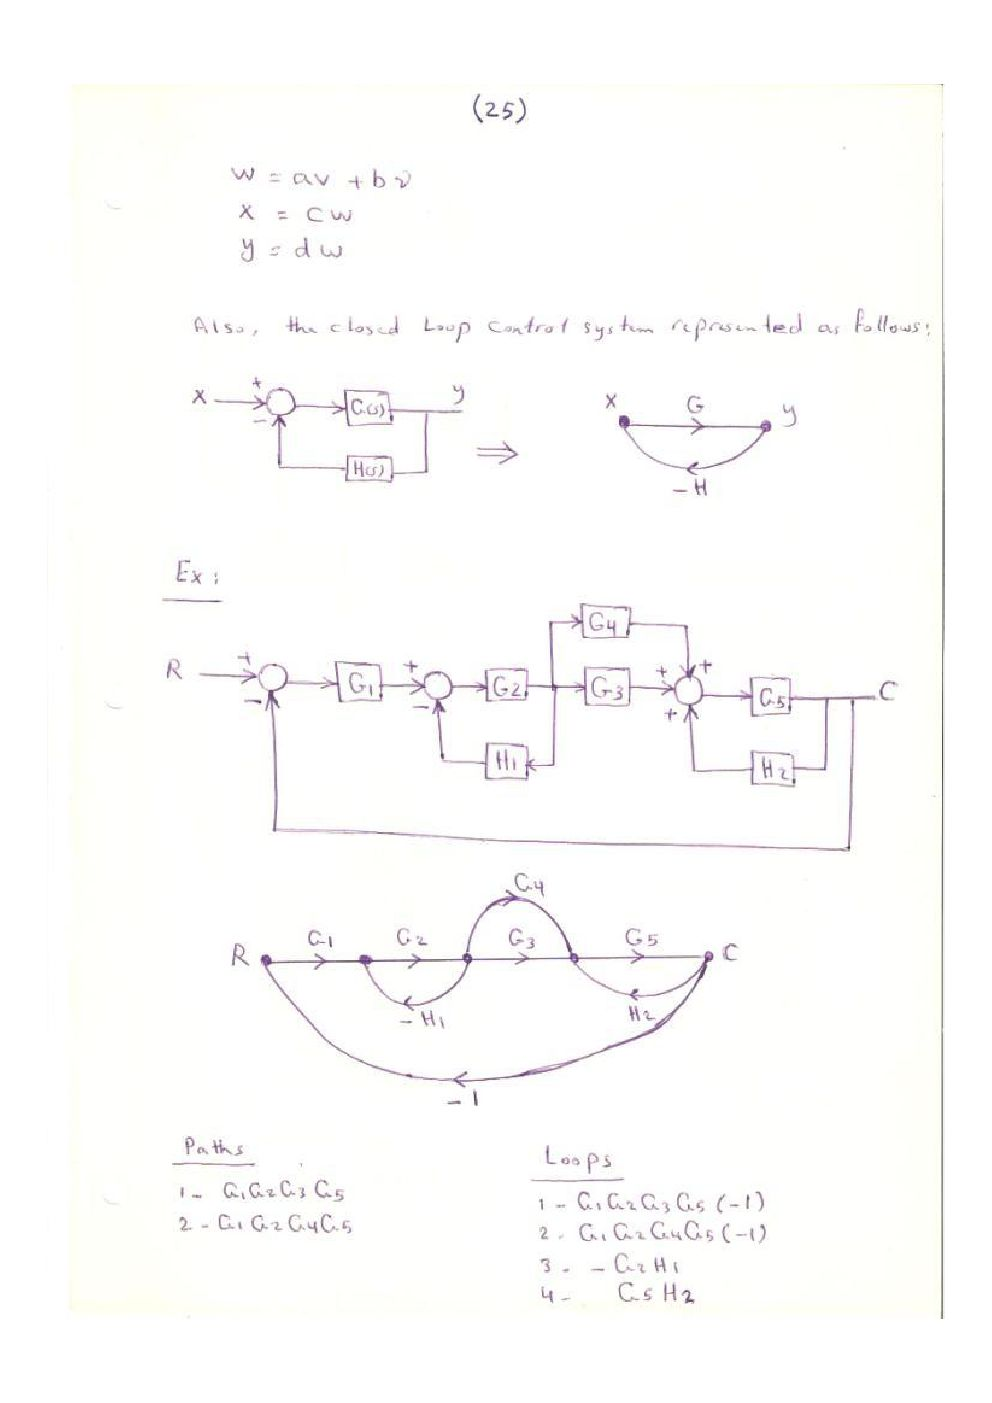 (25)
w = av + bv
x = cw
y = dw
Also, the closed Loop control system represented as follows:
X + G(s) y
- H(s)
⇒
X G y
-H
Ex:
G4
R + G1 + G2 + G3 + G5 C
- - + H1 H2
G4
R G1 G2 G3 G5 C
-H1 H2
-1
Paths
1- G1G2G3G5
2- G1G2G4G5
Loops
1- G1G2G3G5(-1)
2- G1G2G4G5(-1)
3- -G2H1
4- G5H2